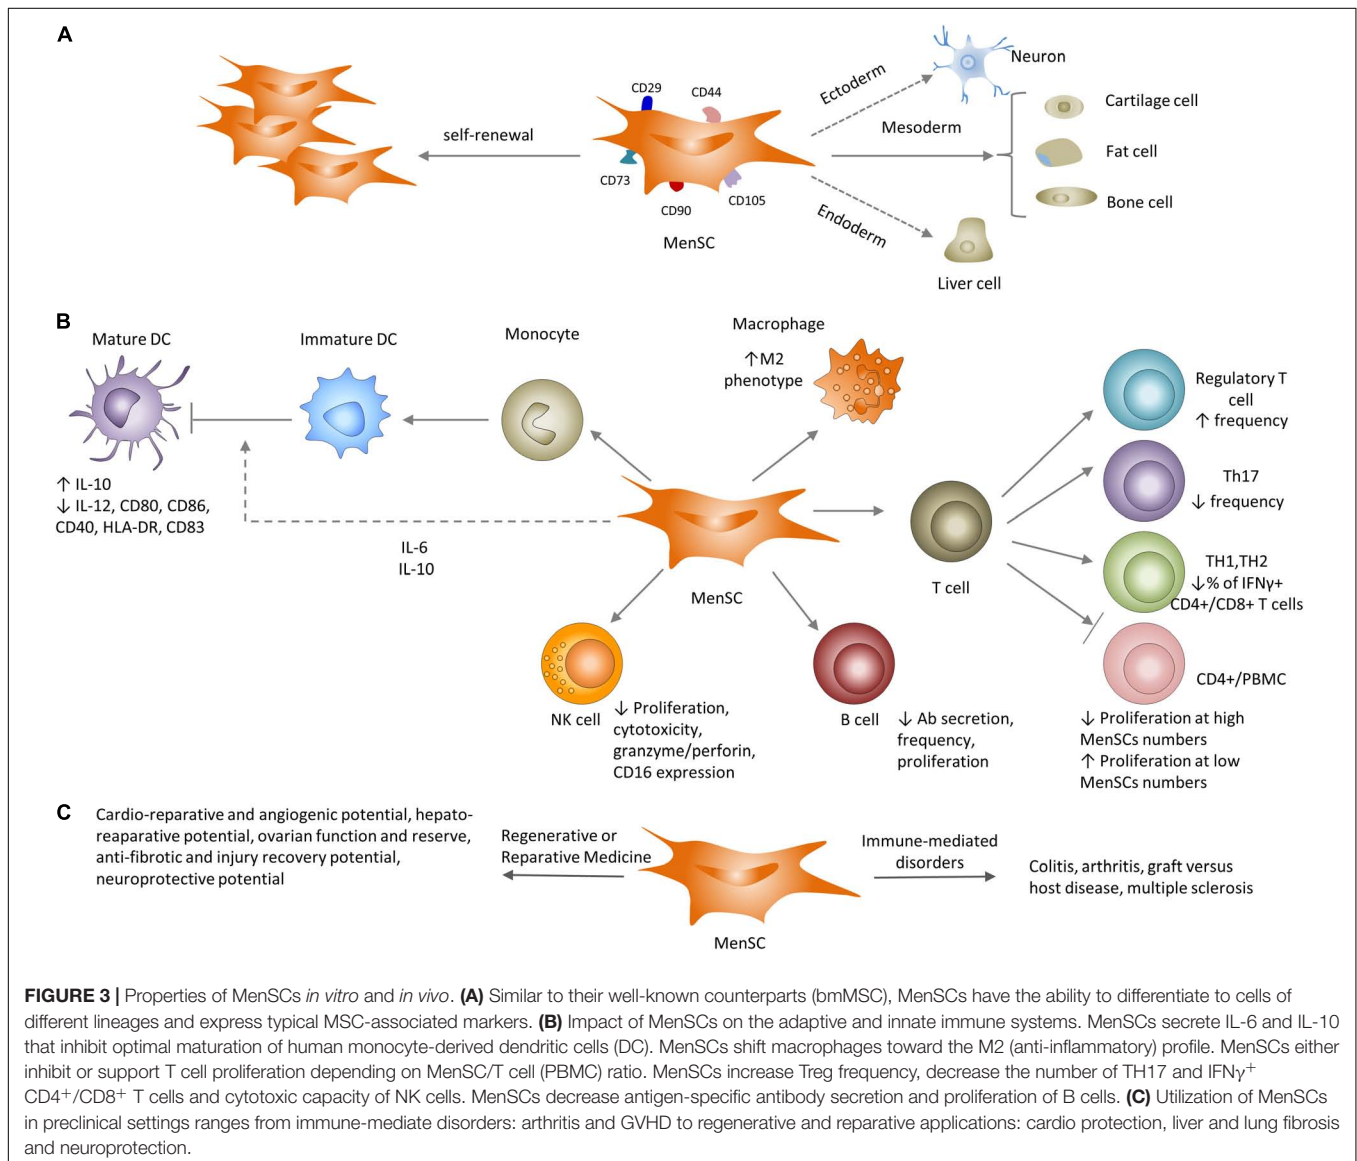 A
CD29
CD44
CD73
CD90
CD105
MenSC
self-renewal
Ectoderm
Mesoderm
Endoderm
Neuron
Cartilage cell
Fat cell
Bone cell
Liver cell
B
Mature DC
Immature DC
Monocyte
Macrophage
↑M2
phenotype
↑ IL-10
↓ IL-12, CD80, CD86,
CD40, HLA-DR, CD83
IL-6
IL-10
MenSC
T cell
Regulatory T
cell
↑ frequency
Th17
↓ frequency
TH1,TH2
↓% of IFNγ+
CD4+/CD8+ T cells
CD4+/PBMC
↓ Proliferation at high
MenSCs numbers
↑ Proliferation at low
MenSCs numbers
NK cell
↓ Proliferation,
cytotoxicity,
granzyme/perforin,
CD16 expression
B cell
↓ Ab secretion,
frequency,
proliferation
C
Cardio-reparative and angiogenic potential, hepato-
reaparative potential, ovarian function and reserve,
anti-fibrotic and injury recovery potential,
neuroprotective potential
Regenerative or
Reparative Medicine
MenSC
Immune-mediated
disorders
Colitis, arthritis, graft versus
host disease, multiple sclerosis
FIGURE 3 | Properties of MenSCs in vitro and in vivo. (A) Similar to their well-known counterparts (bmMSC), MenSCs have the ability to differentiate to cells of
different lineages and express typical MSC-associated markers. (B) Impact of MenSCs on the adaptive and innate immune systems. MenSCs secrete IL-6 and IL-10
that inhibit optimal maturation of human monocyte-derived dendritic cells (DC). MenSCs shift macrophages toward the M2 (anti-inflammatory) profile. MenSCs either
inhibit or support T cell proliferation depending on MenSC/T cell (PBMC) ratio. MenSCs increase Treg frequency, decrease the number of TH17 and IFNγ⁺
CD4⁺/CD8⁺ T cells and cytotoxic capacity of NK cells. MenSCs decrease antigen-specific antibody secretion and proliferation of B cells. (C) Utilization of MenSCs
in preclinical settings ranges from immune-mediate disorders: arthritis and GVHD to regenerative and reparative applications: cardio protection, liver and lung fibrosis
and neuroprotection.